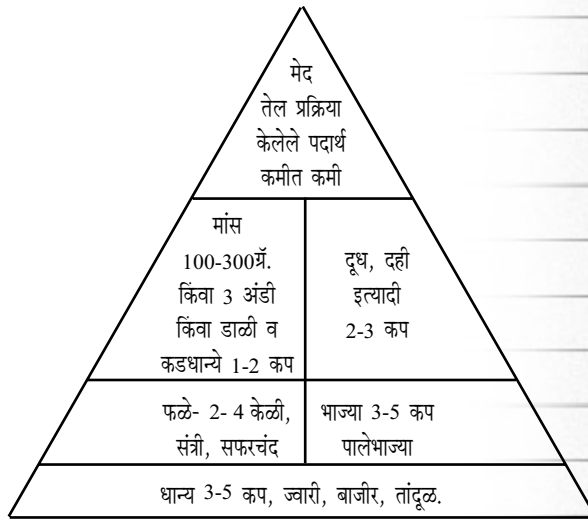 मेद
तेल प्रक्रिया
केलेले पदार्थ
कमीत कमी
मांस
100-300ग्रॅ.
किंवा 3 अंडी
किंवा डाळी व
कडधान्ये 1-2 कप
दूध, दही
इत्यादी
2-3 कप
फळे- 2- 4 केळी,
संत्री, सफरचंद
भाज्या 3-5 कप
पालेभाज्या
धान्य 3-5 कप, ज्वारी, बाजीर, तांदूळ.